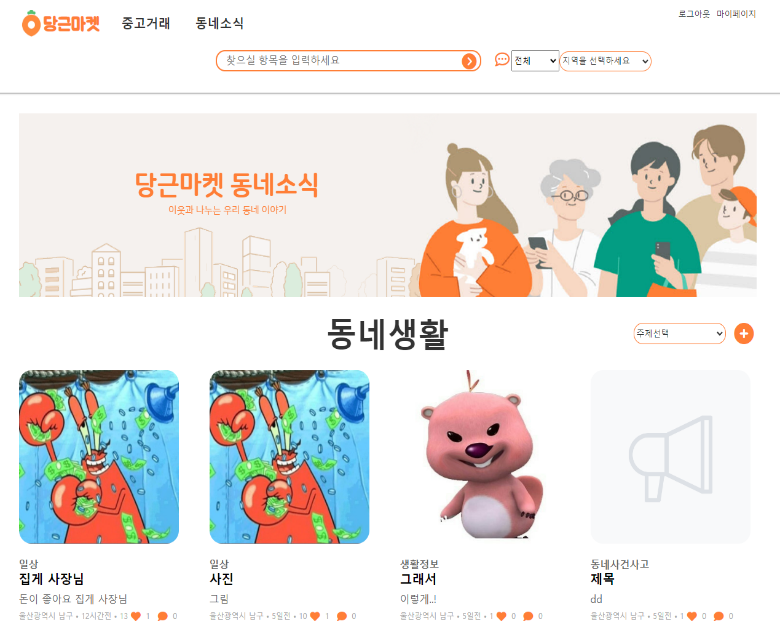 로그아웃 마이페이지
당근마켓 중고거래 동네소식
찾으실 항목을 입력하세요 전체 지역을 선택하세요
당근마켓 동네소식
이웃과 나누는 우리 동네 이야기
동네생활
주제선택
일상
집게 사장님
돈이 좋아요 집게 사장님
울산광역시 남구 • 12시간전 • 13 1 0
일상
사진
그림
울산광역시 남구 • 5일전 • 10 1 0
생활정보
그래서
이렇게..!
울산광역시 남구 • 5일전 • 1 0 0
동네사건사고
제목
dd
울산광역시 남구 • 5일전 • 1 0 0